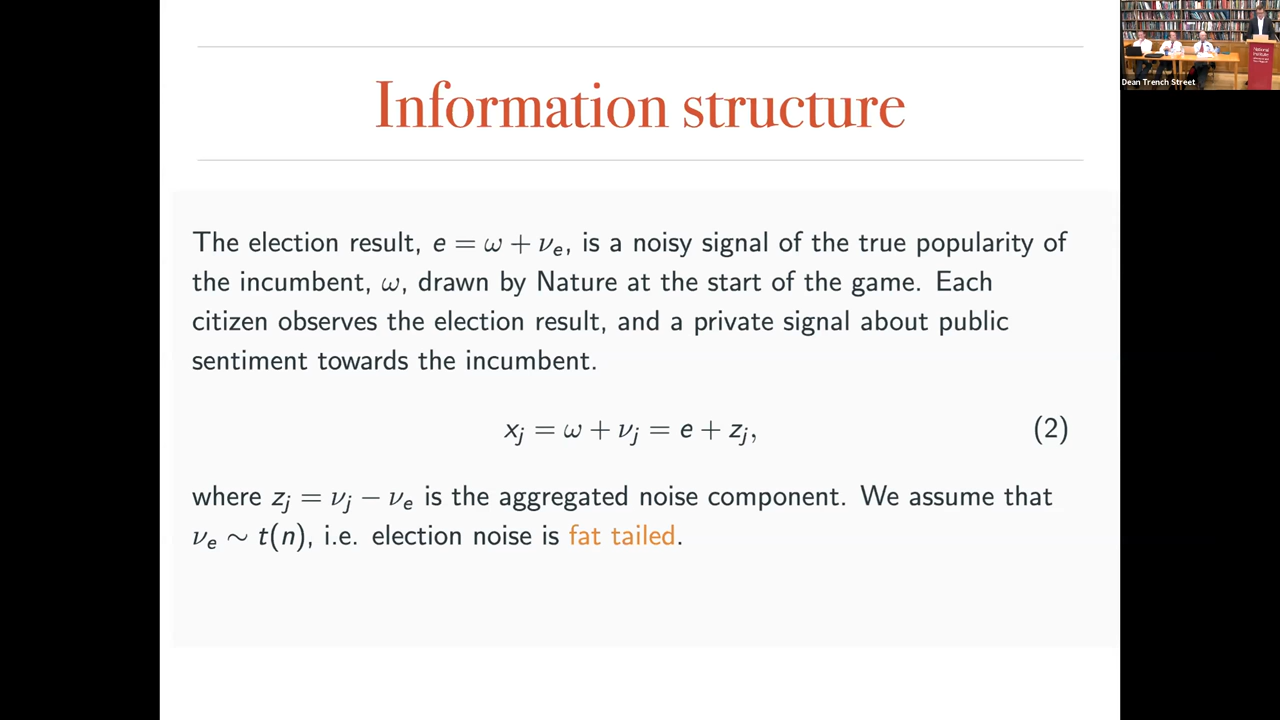 Information structure
The election result, e = ω + νₑ, is a noisy signal of the true popularity of
the incumbent, ω, drawn by Nature at the start of the game. Each
citizen observes the election result, and a private signal about public
sentiment towards the incumbent.
xⱼ = ω + νⱼ = e + zⱼ, (2)
where zⱼ = νⱼ − νₑ is the aggregated noise component. We assume that
νₑ ∼ t(n), i.e. election noise is fat tailed.
Dean Trench Street
National
Institute